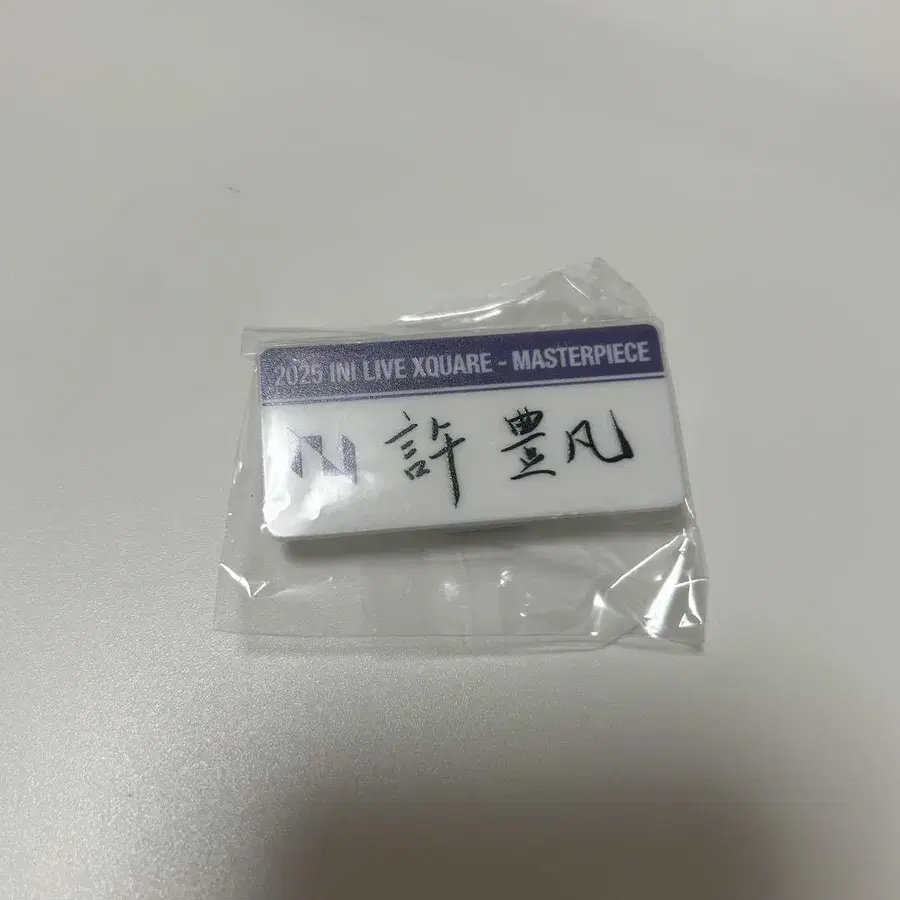 2025 INI LIVE XQUARE - MASTERPIECE
許 豊凡